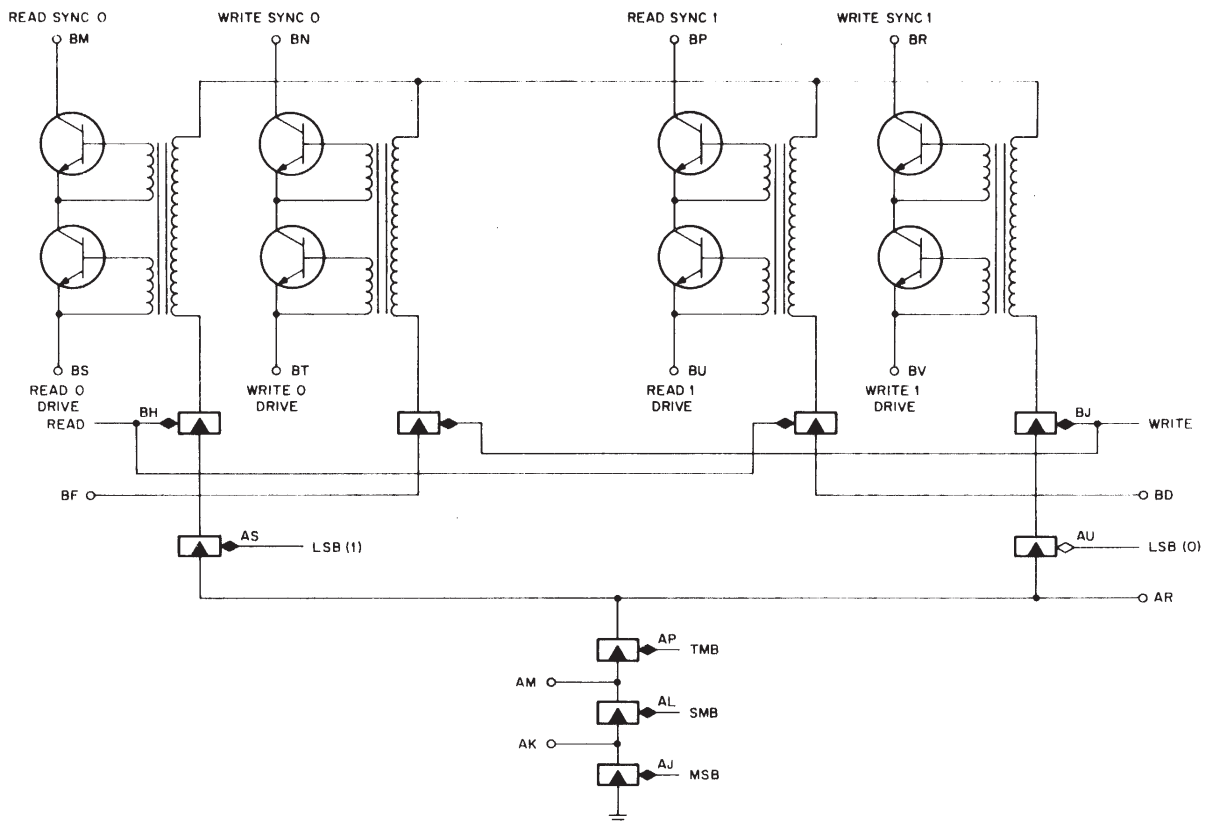 READ SYNC 0
WRITE SYNC 0
READ SYNC 1
WRITE SYNC 1
BM
BN
BP
BR
BS
BT
BU
BV
READ 0
DRIVE
WRITE 0
DRIVE
READ 1
DRIVE
WRITE 1
DRIVE
READ
BH
BJ
WRITE
BF
BD
AS
LSB (1)
AU
LSB (0)
AR
AP
TMB
AM
AL
SMB
AK
AJ
MSB